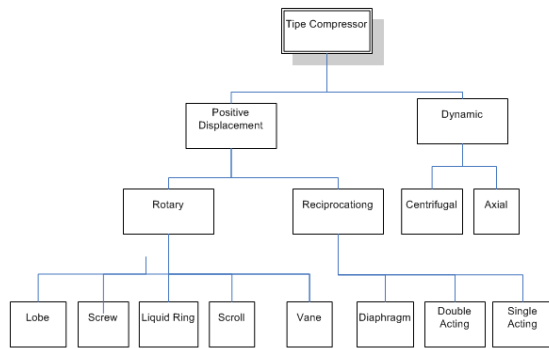 Tipe Compressor
Positive
Displacement
Dynamic
Rotary
Reciprocationg
Centrifugal
Axial
Lobe
Screw
Liquid Ring
Scroll
Vane
Diaphragm
Double
Acting
Single
Acting